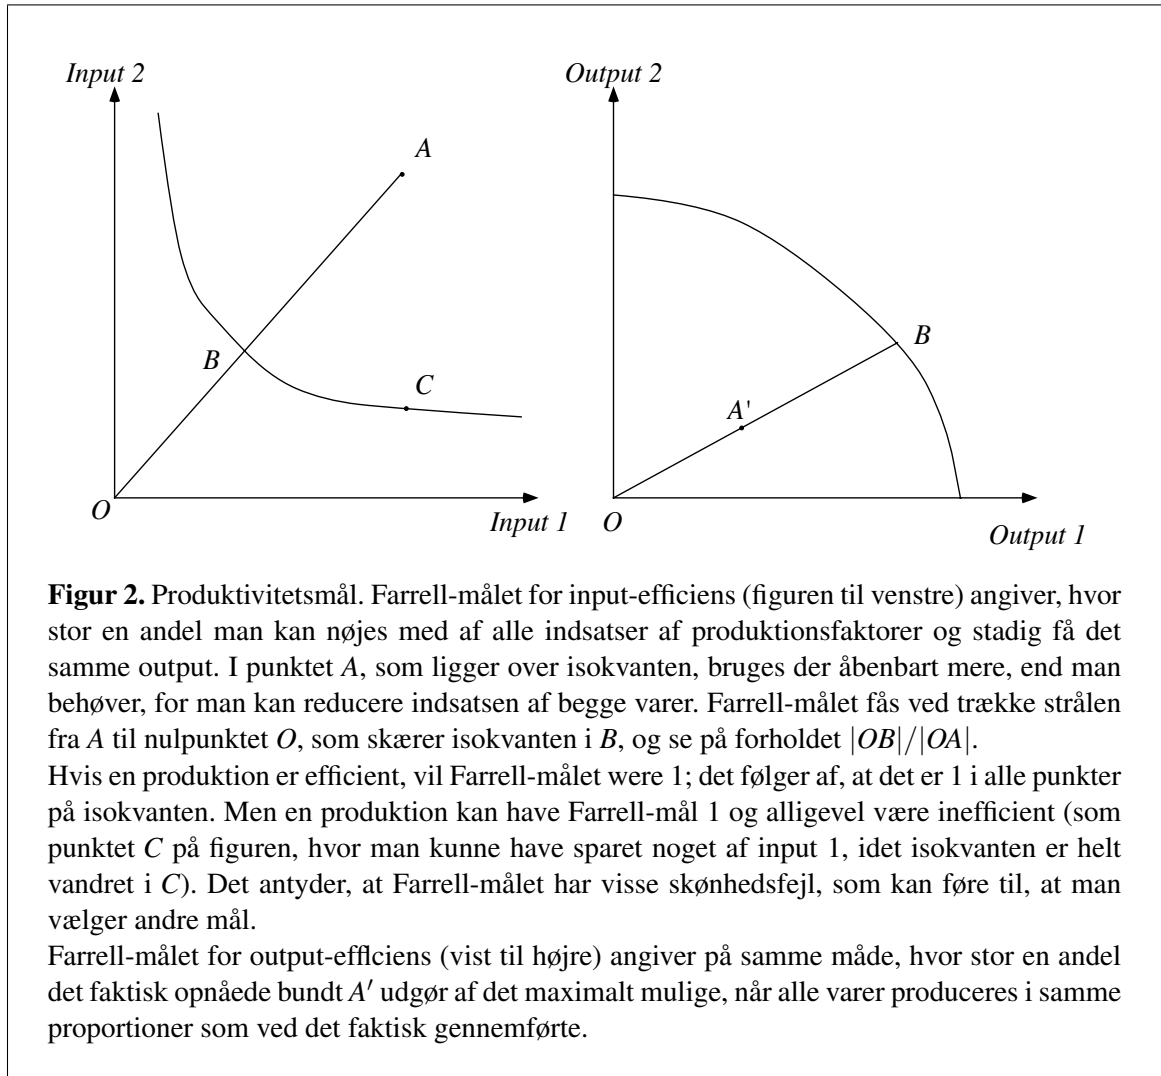 Input 2
A
B
C
O
Input 1
Output 2
B
A'
O
Output 1
Figur 2. Produktivitetsmål. Farrell-målet for input-efficiens (figuren til venstre) angiver, hvor
stor en andel man kan nøjes med af alle indsatser af produktionsfaktorer og stadig få det
samme output. I punktet A, som ligger over isokvanten, bruges der åbenbart mere, end man
behøver, for man kan reducere indsatsen af begge varer. Farrell-målet fås ved trække strålen
fra A til nulpunktet O, som skærer isokvanten i B, og se på forholdet |OB|/|OA|.
Hvis en produktion er efficient, vil Farrell-målet were 1; det følger af, at det er 1 i alle punkter
på isokvanten. Men en produktion kan have Farrell-mål 1 og alligevel være inefficient (som
punktet C på figuren, hvor man kunne have sparet noget af input 1, idet isokvanten er helt
vandret i C). Det antyder, at Farrell-målet har visse skønhedsfejl, som kan føre til, at man
vælger andre mål.
Farrell-målet for output-efficiens (vist til højre) angiver på samme måde, hvor stor en andel
det faktisk opnåede bundt A′ udgør af det maximalt mulige, når alle varer produceres i samme
proportioner som ved det faktisk gennemførte.